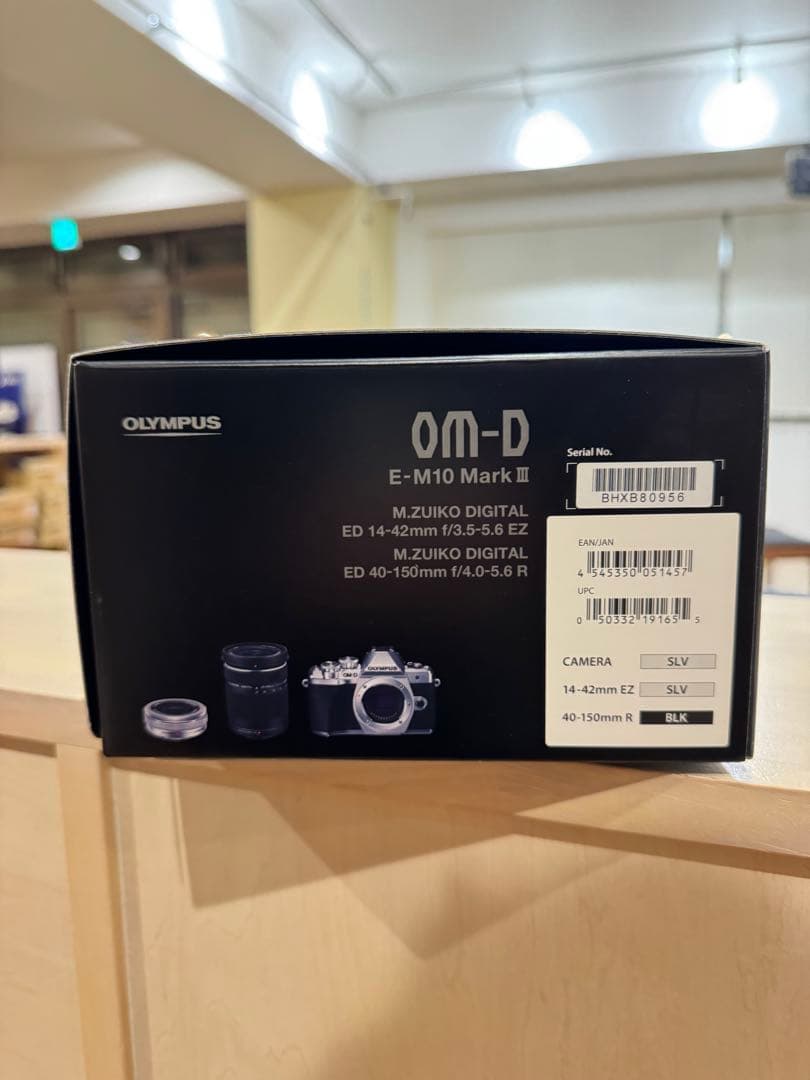 OLYMPUS
OM-D
E-M10 Mark III
M.ZUIKO DIGITAL
ED 14-42mm f/3.5-5.6 EZ
M.ZUIKO DIGITAL
ED 40-150mm f/4.0-5.6 R
Serial No.
BHXB80956
EAN/JAN
4 545350 051457
UPC
0 50332 19165 5
CAMERA SLV
14-42mm EZ SLV
40-150mm R BLK
OLYMPUS
OM-D